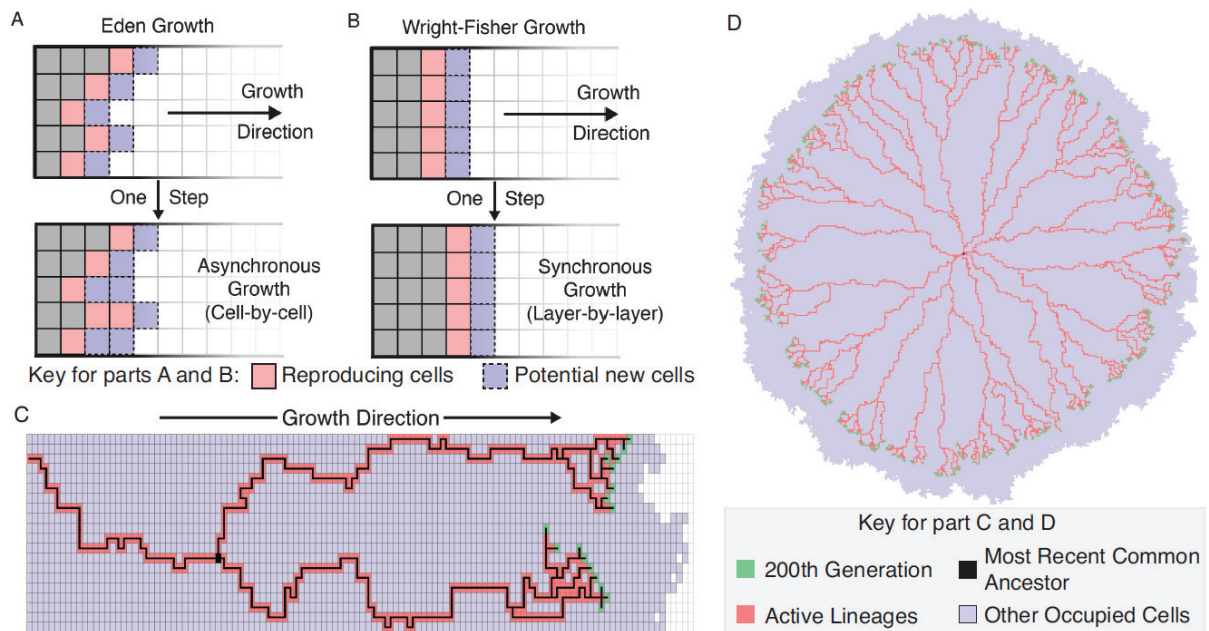 A
Eden Growth
Growth
Direction
One Step
Asynchronous
Growth
(Cell-by-cell)
B
Wright-Fisher Growth
Growth
Direction
One Step
Synchronous
Growth
(Layer-by-layer)
Key for parts A and B: Reproducing cells Potential new cells
C
Growth Direction
D
Key for part C and D
200th Generation
Most Recent Common
Ancestor
Active Lineages
Other Occupied Cells